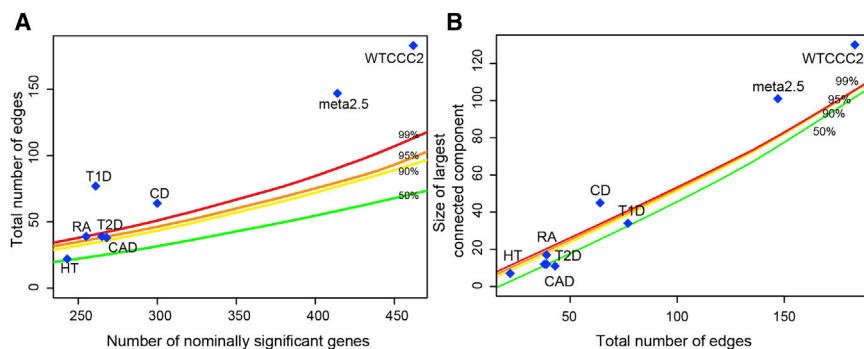 A
Total number of edges
0
50
100
150
250
300
350
400
450
Number of nominally significant genes
WTCCC2
meta2.5
T1D
CD
RA
T2D
CAD
HT
99%
95%
90%
50%
B
Size of largest
connected component
0
20
40
60
80
100
120
50
100
150
Total number of edges
WTCCC2
meta2.5
CD
T1D
RA
HT
T2D
CAD
99%
95%
90%
50%